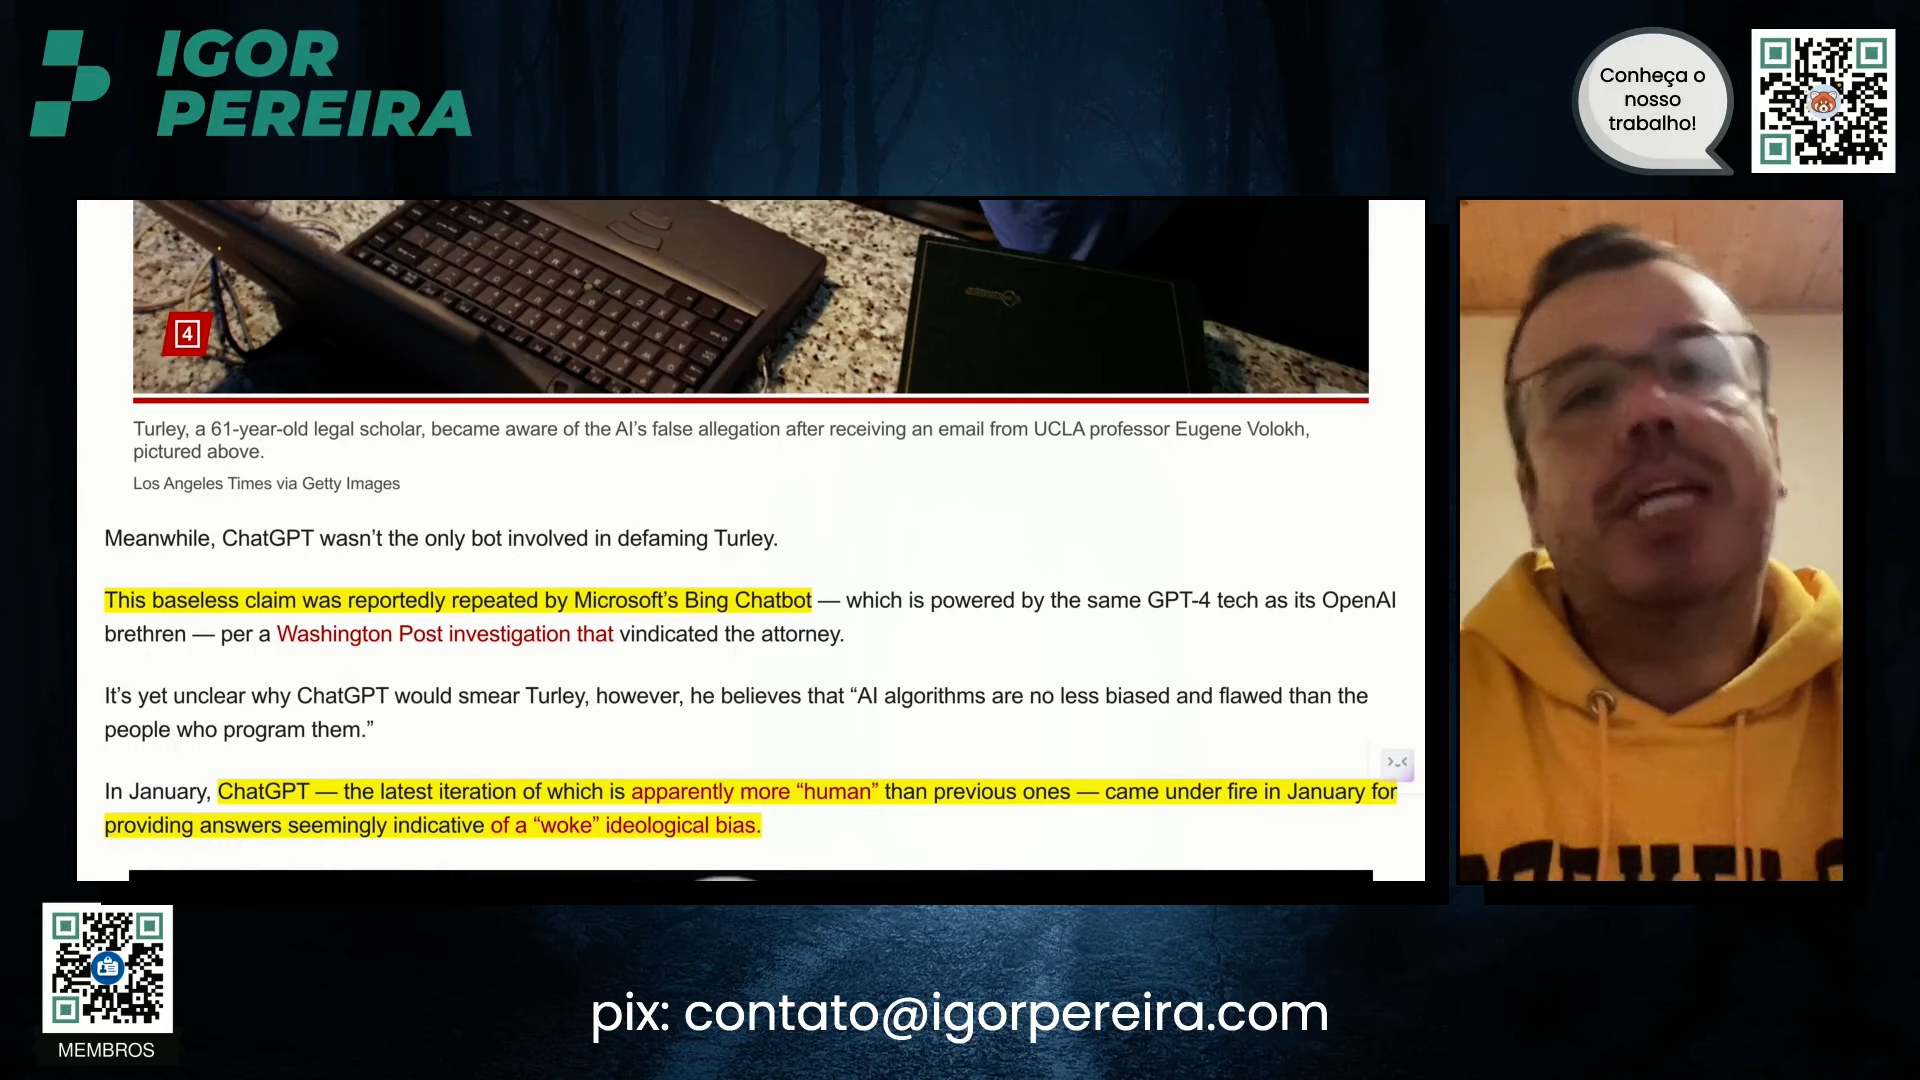 IGOR
PEREIRA
Conheça o
nosso
trabalho!
4
Turley, a 61-year-old legal scholar, became aware of the AI’s false allegation after receiving an email from UCLA professor Eugene Volokh,
pictured above.
Los Angeles Times via Getty Images
Meanwhile, ChatGPT wasn’t the only bot involved in defaming Turley.
This baseless claim was reportedly repeated by Microsoft’s Bing Chatbot — which is powered by the same GPT-4 tech as its OpenAI
brethren — per a Washington Post investigation that vindicated the attorney.
It’s yet unclear why ChatGPT would smear Turley, however, he believes that “AI algorithms are no less biased and flawed than the
people who program them.”
In January, ChatGPT — the latest iteration of which is apparently more “human” than previous ones — came under fire in January for
providing answers seemingly indicative of a “woke” ideological bias.
MEMBROS
pix: contato@igorpereira.com